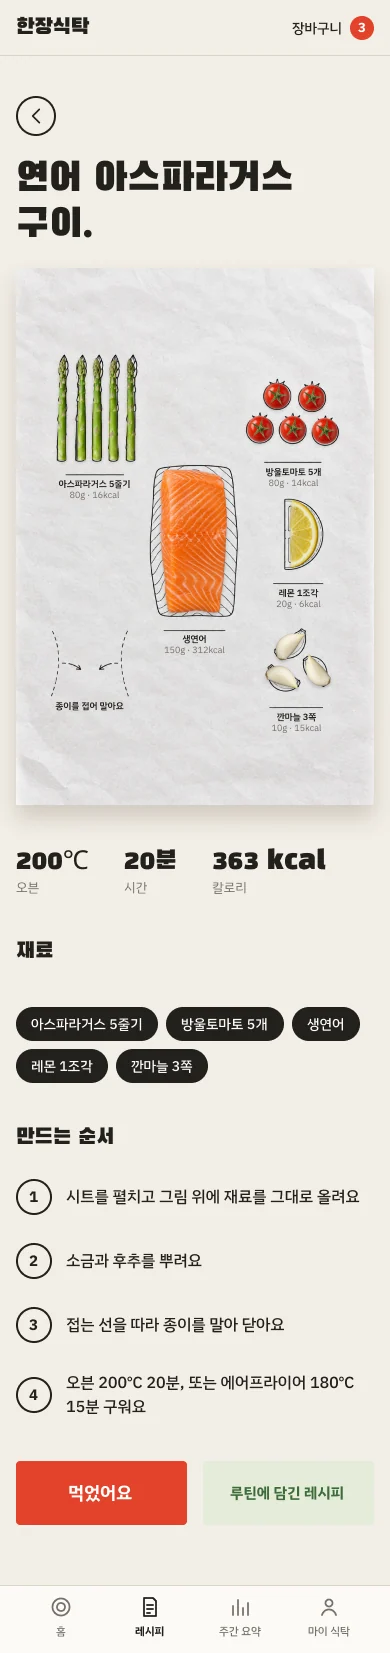 한장식탁
장바구니 3
연어 아스파라거스
구이.
아스파라거스 5줄기
80g · 16kcal
방울토마토 5개
80g · 14kcal
레몬 1조각
20g · 6kcal
생연어
150g · 312kcal
종이를 접어 말아요
깐마늘 3쪽
10g · 15kcal
200℃ 20분 363 kcal
오븐 시간 칼로리
재료
아스파라거스 5줄기 방울토마토 5개 생연어
레몬 1조각 깐마늘 3쪽
만드는 순서
1 시트를 펼치고 그림 위에 재료를 그대로 올려요
2 소금과 후추를 뿌려요
3 접는 선을 따라 종이를 말아 닫아요
4 오븐 200℃ 20분, 또는 에어프라이어 180℃
15분 구워요
먹었어요 루틴에 담긴 레시피
홈 레시피 주간 요약 마이 식탁